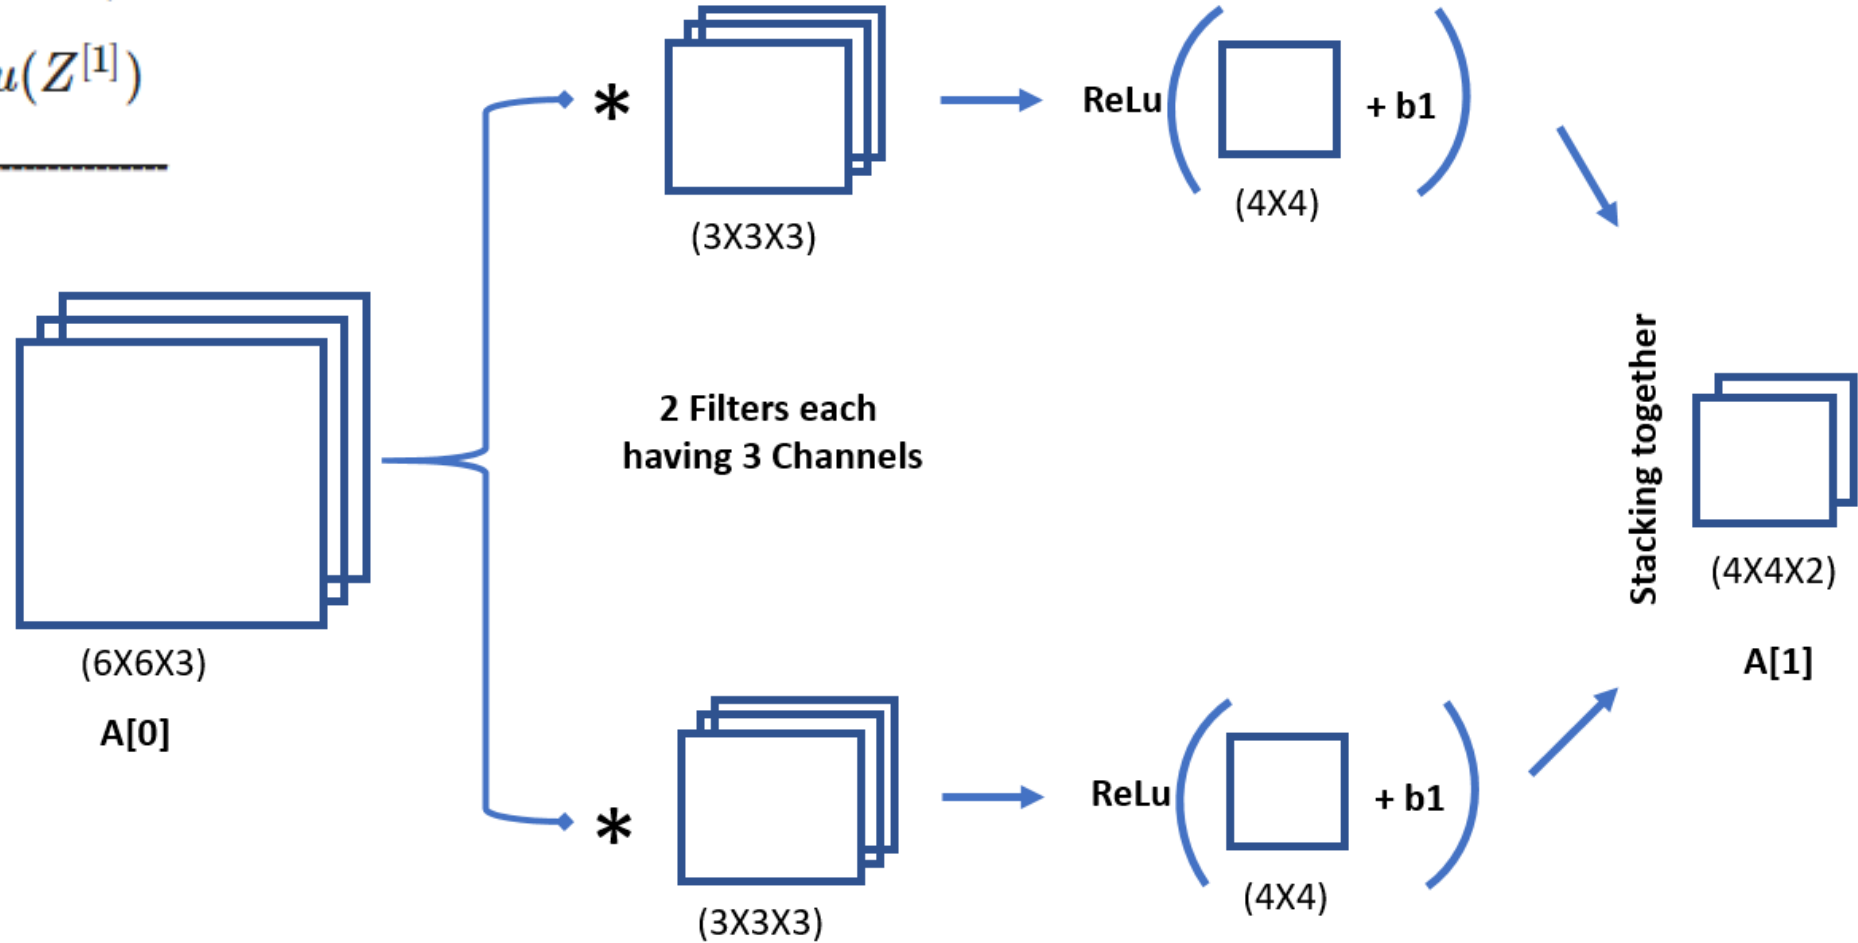 u(Z^{[1]})
*
(3X3X3)
ReLu
+ b1
(4X4)
(6X6X3)
A[0]
2 Filters each
having 3 Channels
Stacking together
(4X4X2)
A[1]
*
(3X3X3)
ReLu
+ b1
(4X4)